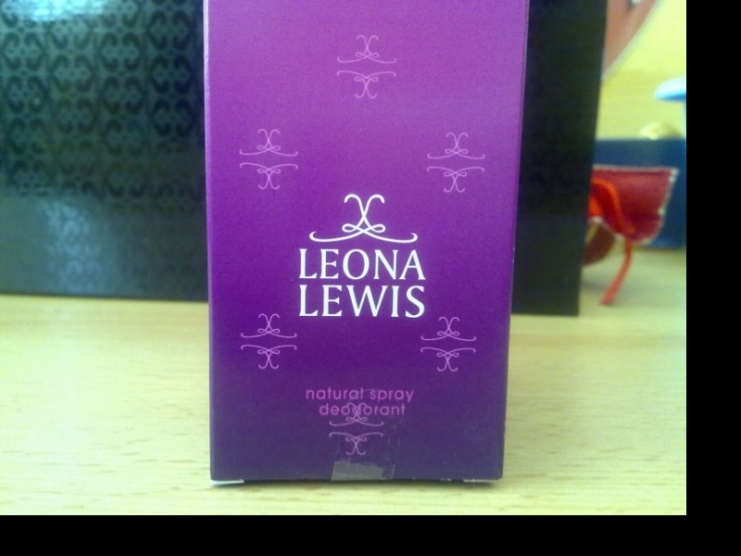 LEONA
LEWIS
natural spray
deodorant